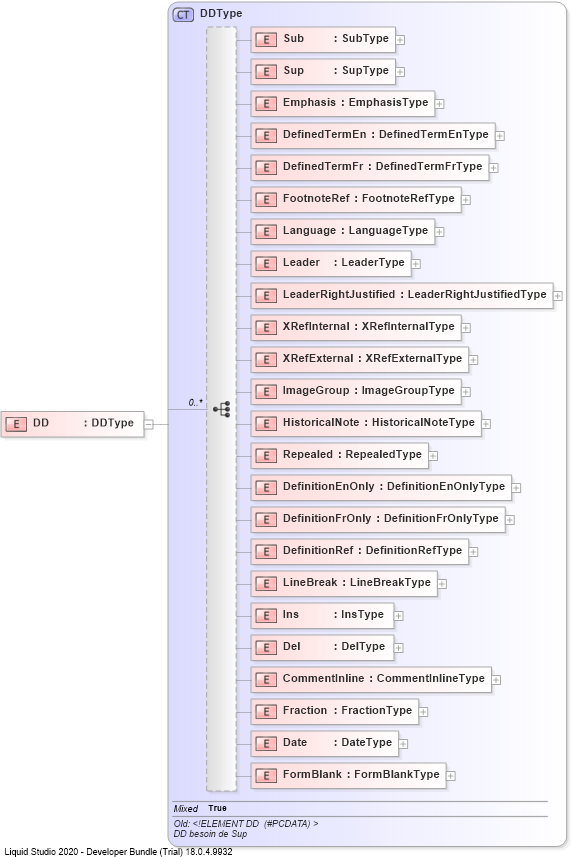 CT DDType
E Sub : SubType
E Sup : SupType
E Emphasis : EmphasisType
E DefinedTermEn : DefinedTermEnType
E DefinedTermFr : DefinedTermFrType
E FootnoteRef : FootnoteRefType
E Language : LanguageType
E Leader : LeaderType
E LeaderRightJustified : LeaderRightJustifiedType
E XRefInternal : XRefInternalType
E XRefExternal : XRefExternalType
E ImageGroup : ImageGroupType
0..*
E DD : DDType
E HistoricalNote : HistoricalNoteType
E Repealed : RepealedType
E DefinitionEnOnly : DefinitionEnOnlyType
E DefinitionFrOnly : DefinitionFrOnlyType
E DefinitionRef : DefinitionRefType
E LineBreak : LineBreakType
E Ins : InsType
E Del : DelType
E CommentInline : CommentInlineType
E Fraction : FractionType
E Date : DateType
E FormBlank : FormBlankType
Mixed True
Old: <!ELEMENT DD (#PCDATA) >
DD besoin de Sup
Liquid Studio 2020 - Developer Bundle (Trial) 18.0.4.9932